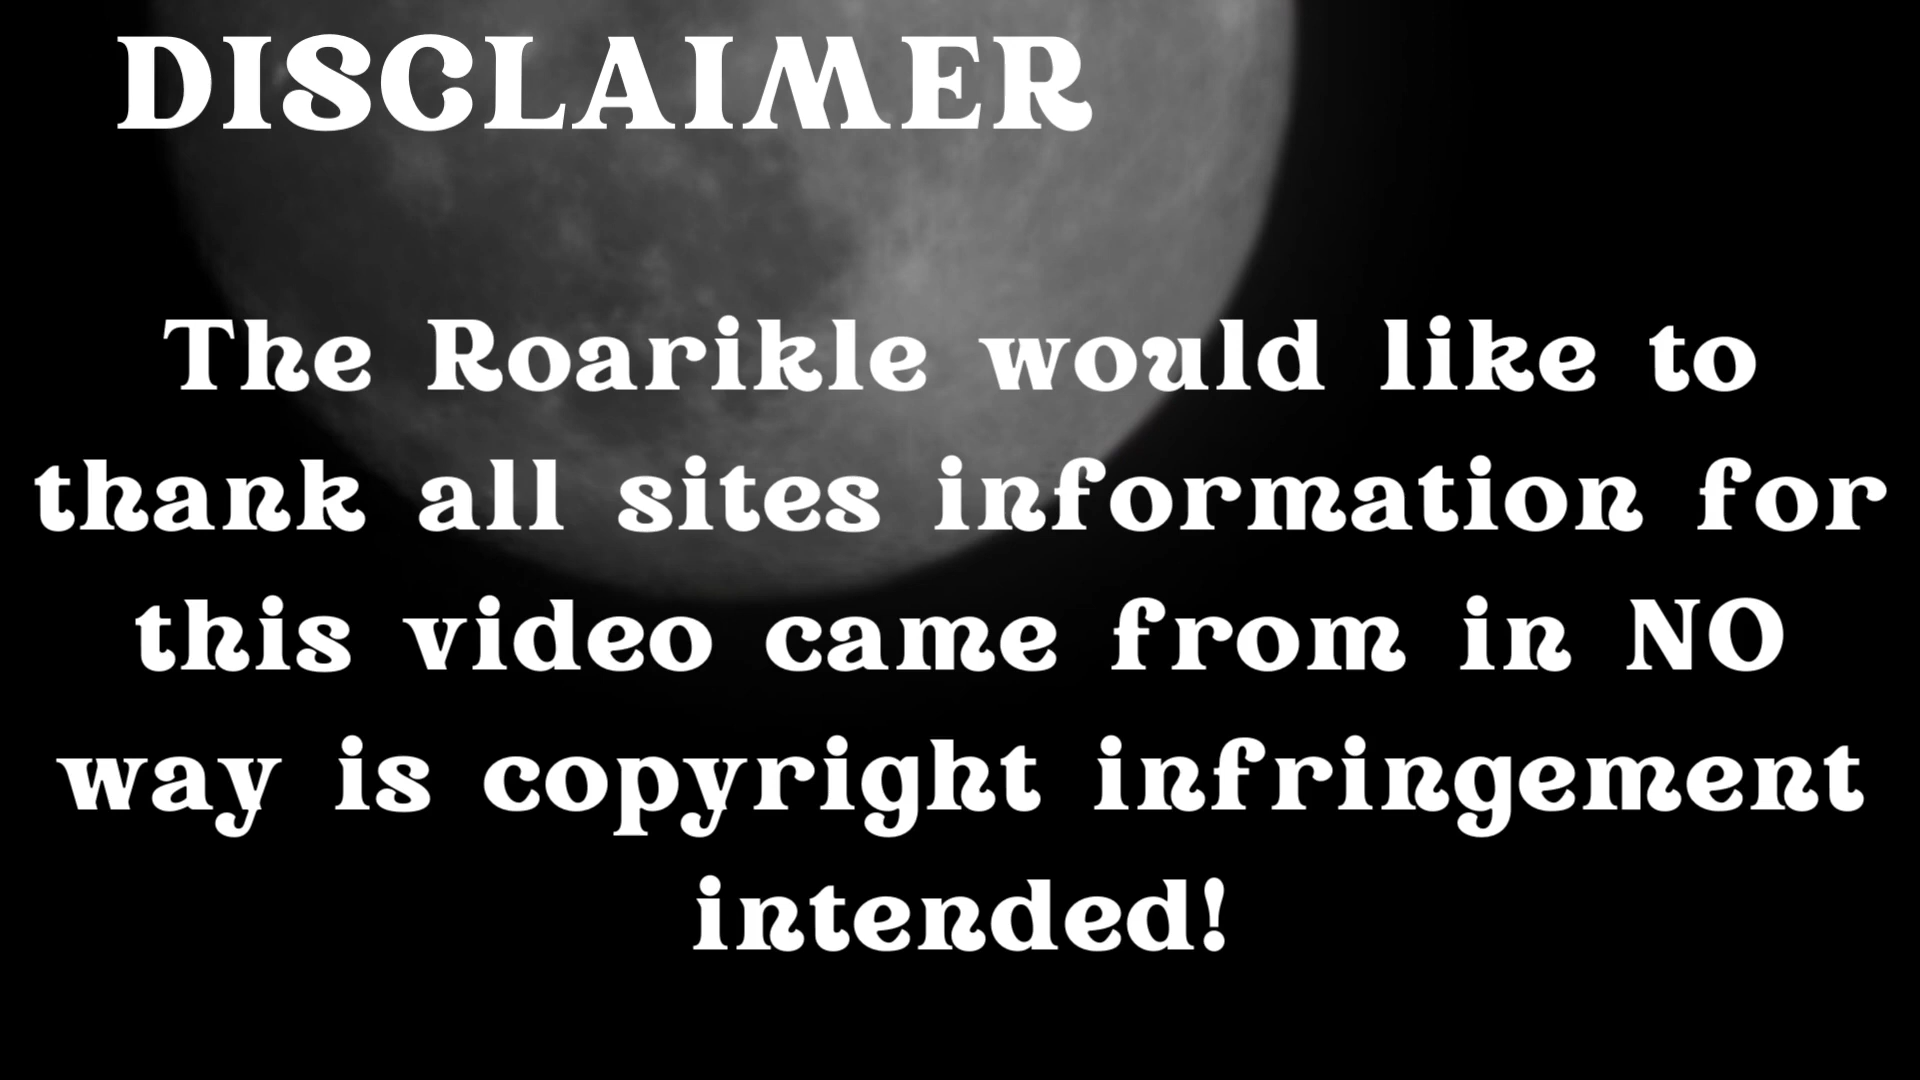 DISCLAIMER
The Roarikle would like to
thank all sites information for
this video came from in NO
way is copyright infringement
intended!